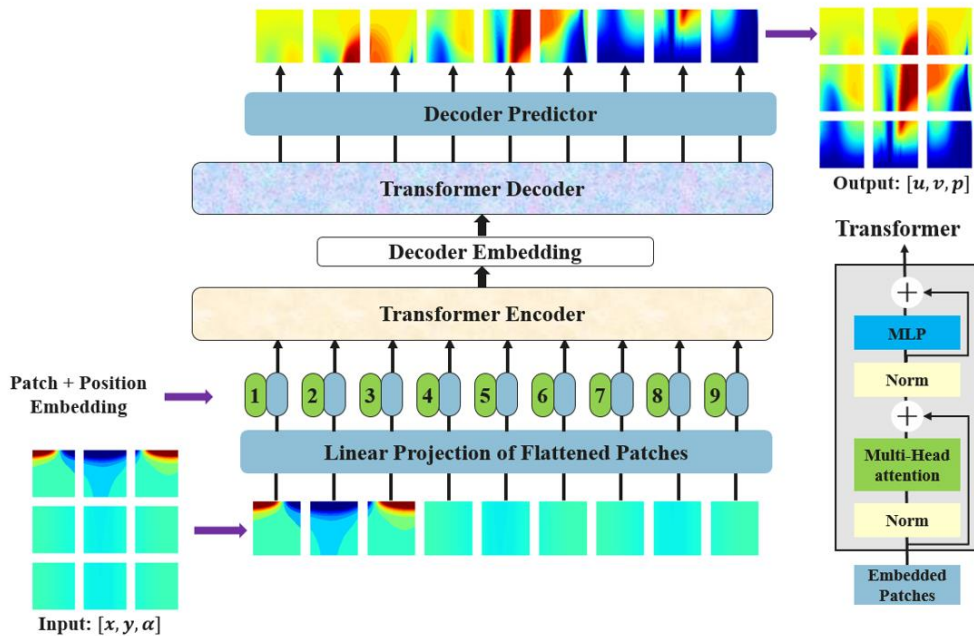 Decoder Predictor
Transformer Decoder
Decoder Embedding
Transformer Encoder
Patch + Position
Embedding
1 2 3 4 5 6 7 8 9
Linear Projection of Flattened Patches
Input: [x, y, α]
Output: [u, v, p]
Transformer
+
MLP
Norm
+
Multi-Head
attention
Norm
Embedded
Patches